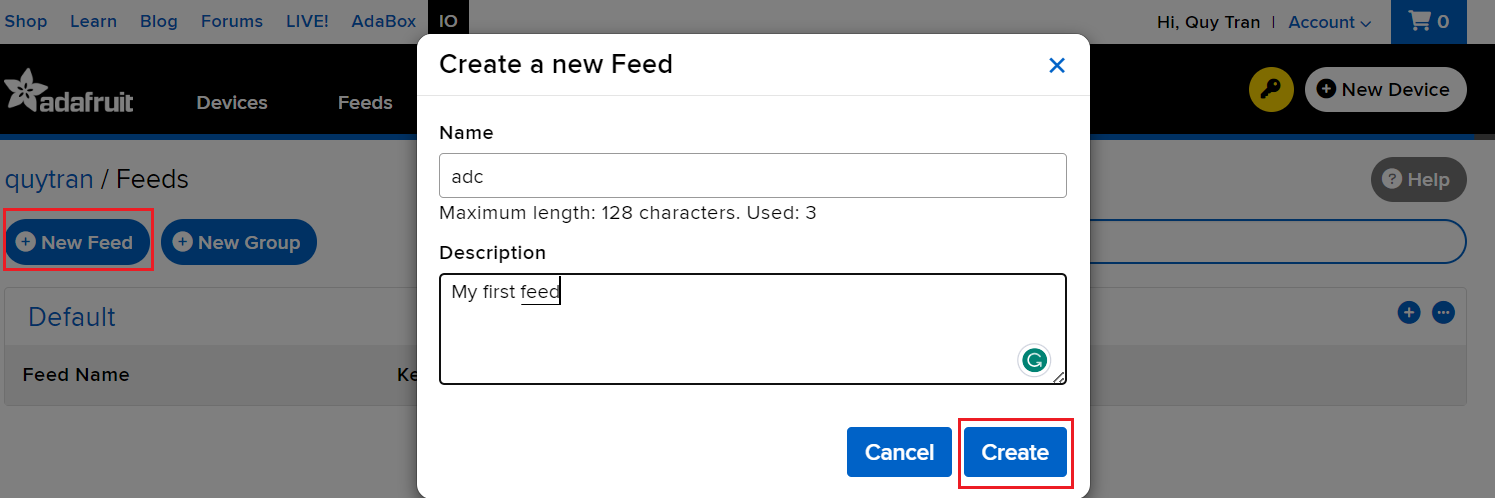 Shop Learn Blog Forums LIVE! AdaBox IO Hi, Quy Tran | Account 0
adafruit Devices Feeds New Device
Create a new Feed
Name
adc
Maximum length: 128 characters. Used: 3
Description
My first feed
Cancel Create
quytran / Feeds Help
New Feed New Group
Default
Feed Name Ke